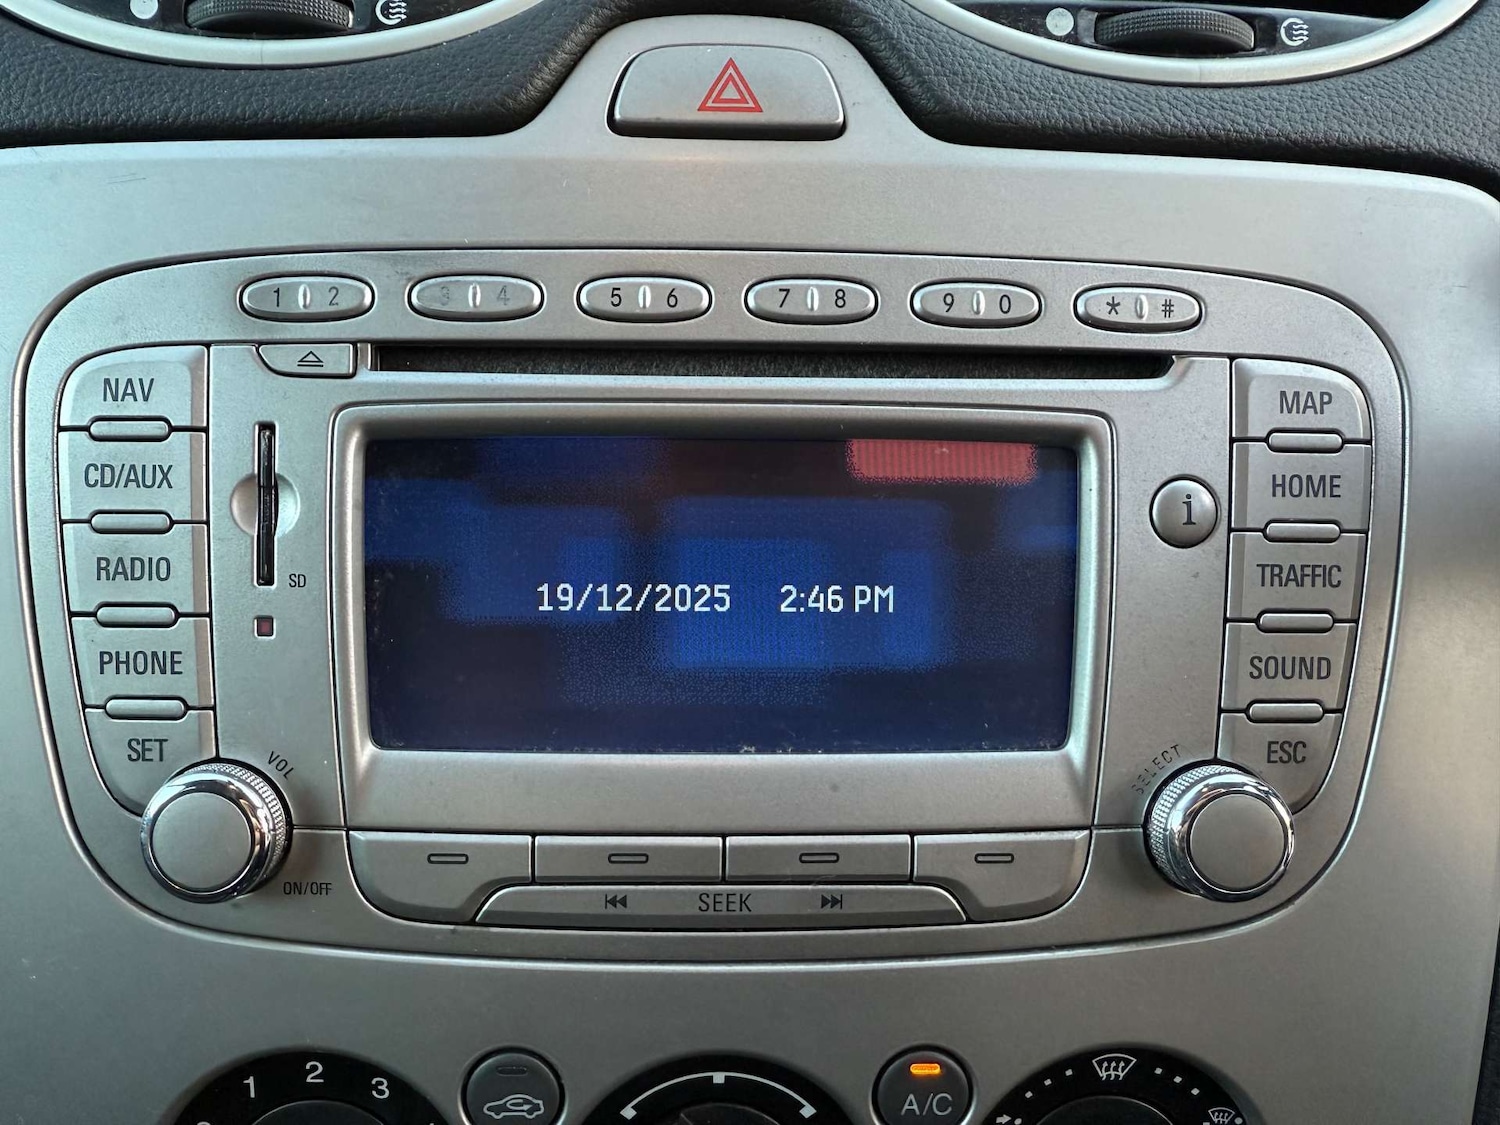 1 2 3 4 5 6 7 8 9 0 * #
NAV
MAP
CD/AUX
HOME
i
RADIO
SD
TRAFFIC
19/12/2025 2:46 PM
PHONE
SOUND
SET
VOL
SELECT
ESC
ON/OFF
SEEK
1 2 3
A/C